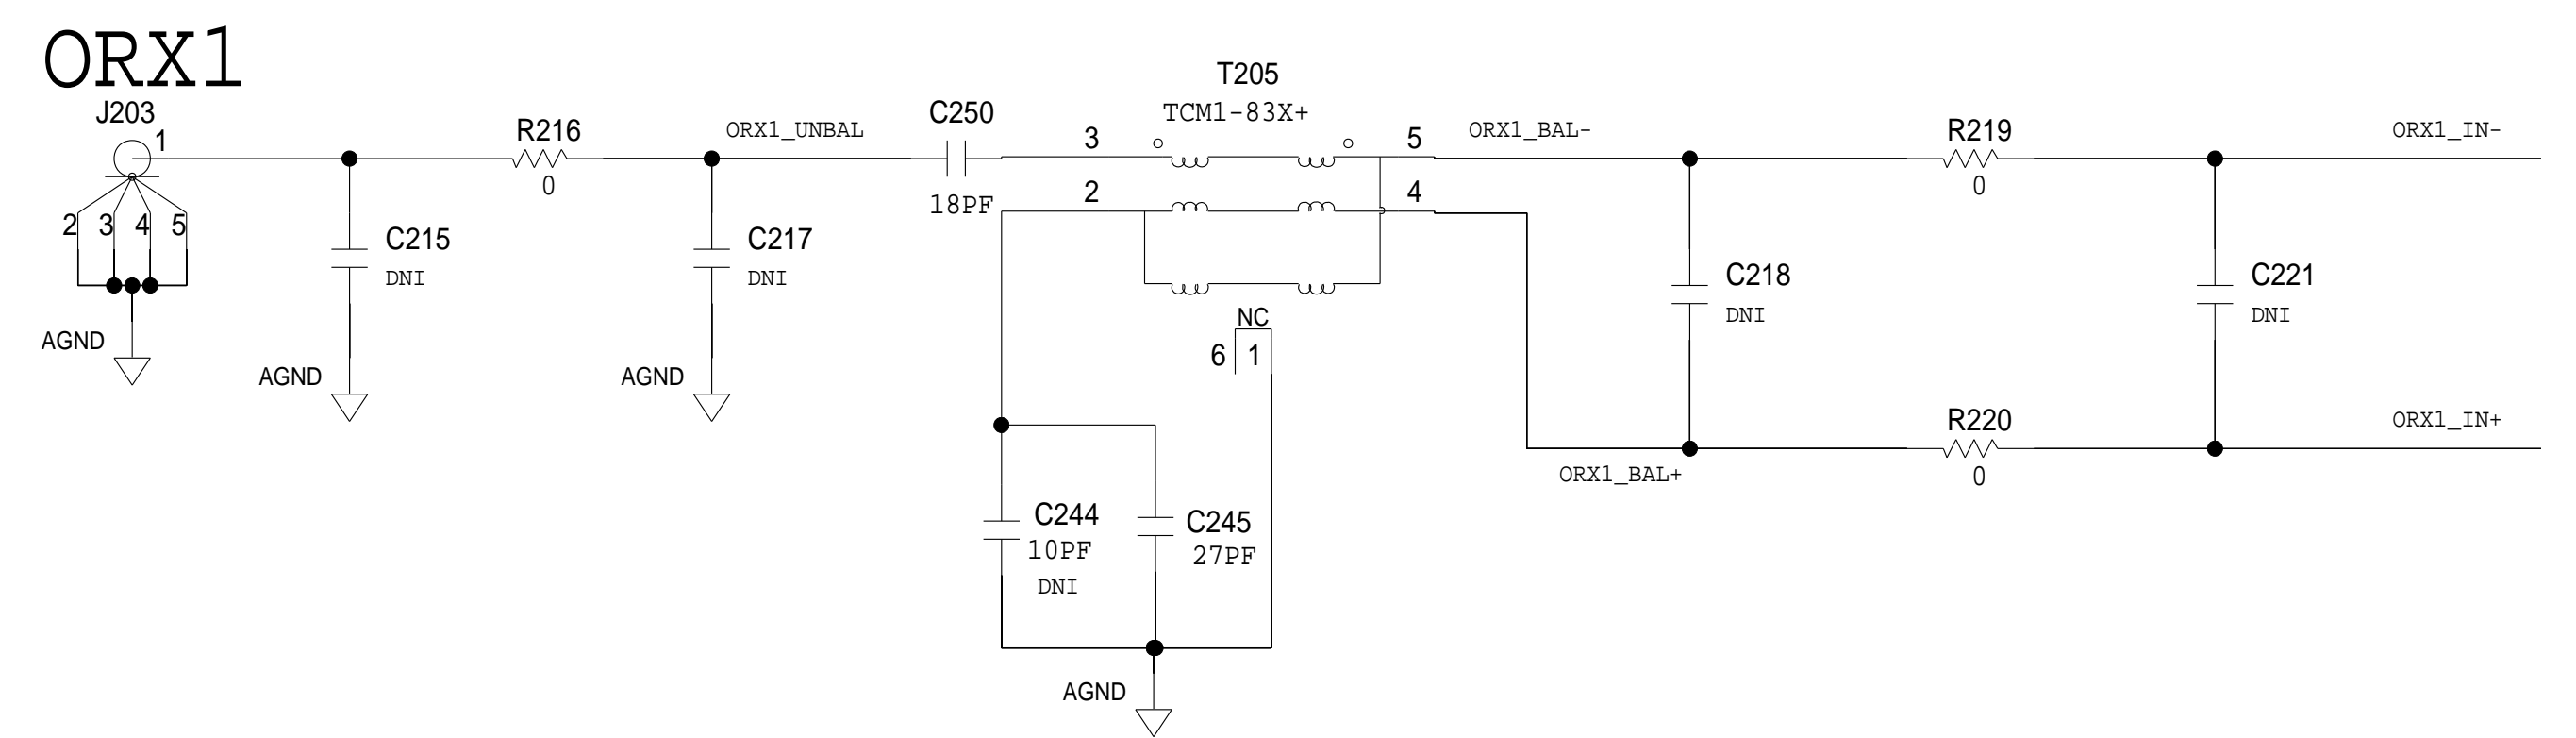 ORX1
J203
1
2 3 4 5
AGND
C215
DNI
AGND
R216
0
ORX1_UNBAL
C217
DNI
AGND
C250
18PF
T205
TCM1-83X+
3
2
5
4
NC
6 1
C244
10PF
DNI
C245
27PF
AGND
ORX1_BAL-
ORX1_BAL+
C218
DNI
R219
0
R220
0
C221
DNI
ORX1_IN-
ORX1_IN+